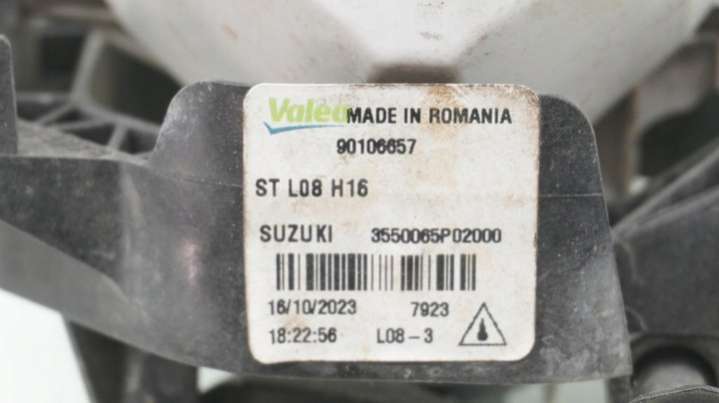 Valeo MADE IN ROMANIA
90106657
ST L08 H16
SUZUKI 3550065P02000
16/10/2023 7923
18:22:56 L08-3